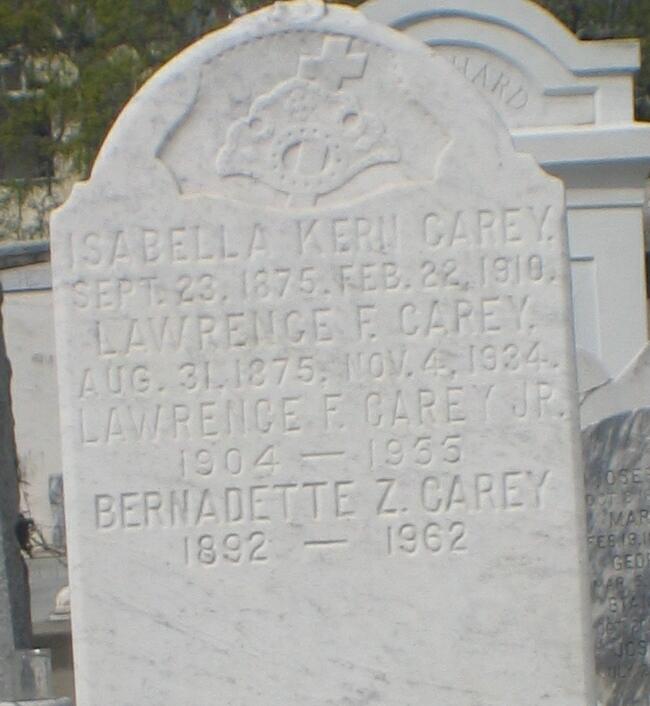 ISABELLA KERN CAREY.
SEPT. 23, 1875. FEB. 22, 1910.
LAWRENCE F. CAREY.
AUG. 31, 1875. NOV. 4, 1934.
LAWRENCE F. CAREY JR.
1904 — 1955
BERNADETTE Z. CAREY
1892 — 1962